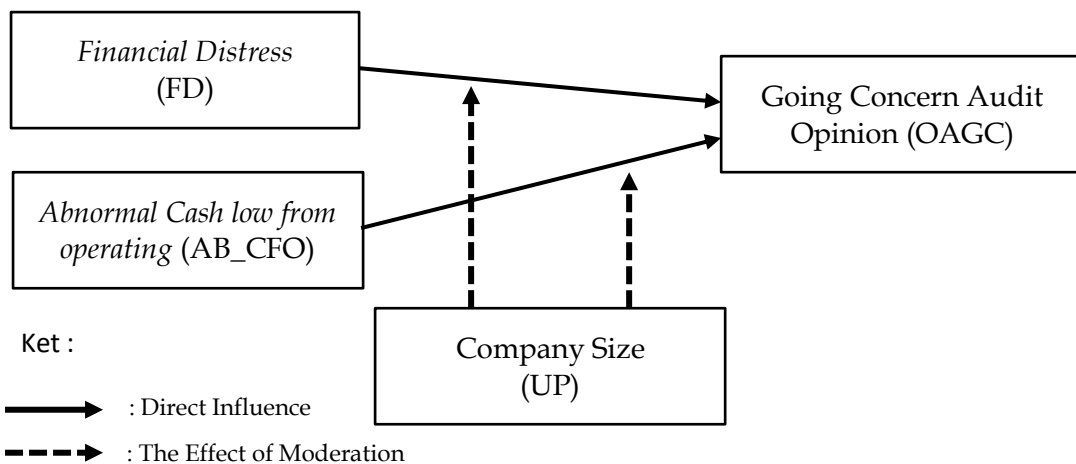 Financial Distress
(FD)
Going Concern Audit
Opinion (OAGC)
Abnormal Cash low from
operating (AB_CFO)
Company Size
(UP)
Ket :
: Direct Influence
: The Effect of Moderation